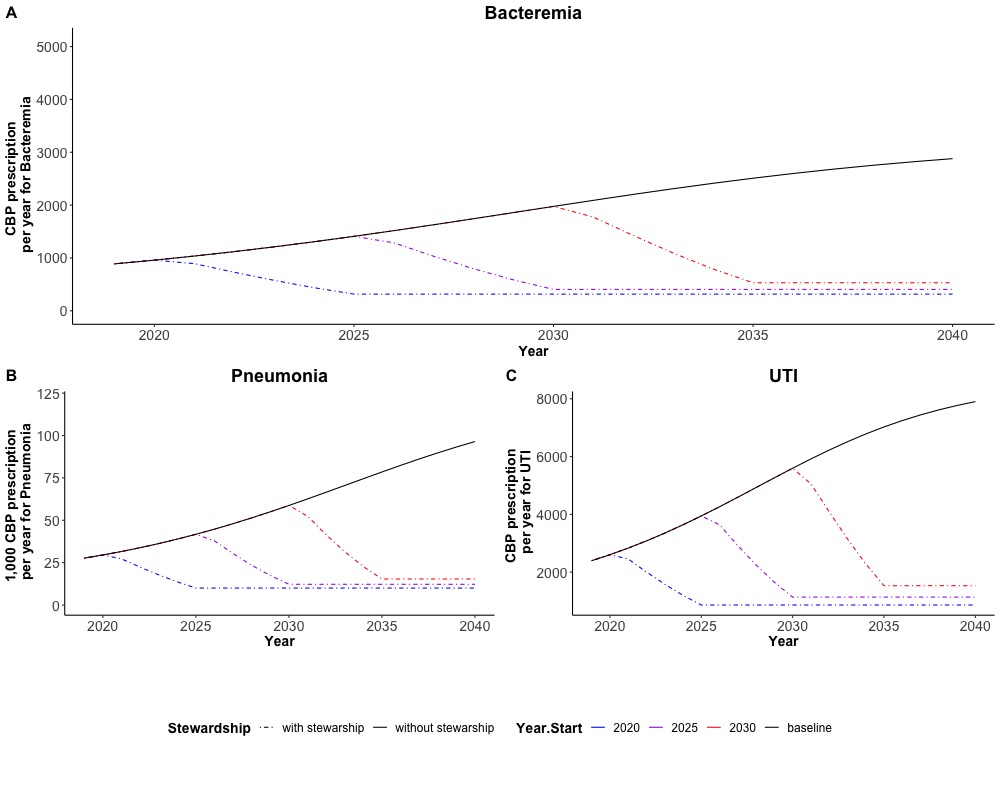 A
Bacteremia
CBP prescription
per year for Bacteremia
5000
4000
3000
2000
1000
0
2020 2025 2030 2035 2040
Year
B
Pneumonia
1,000 CBP prescription
per year for Pneumonia
125
100
75
50
25
0
2020 2025 2030 2035 2040
Year
C
UTI
CBP prescription
per year for UTI
8000
6000
4000
2000
2020 2025 2030 2035 2040
Year
Stewardship with stewarship without stewarship Year.Start 2020 2025 2030 baseline